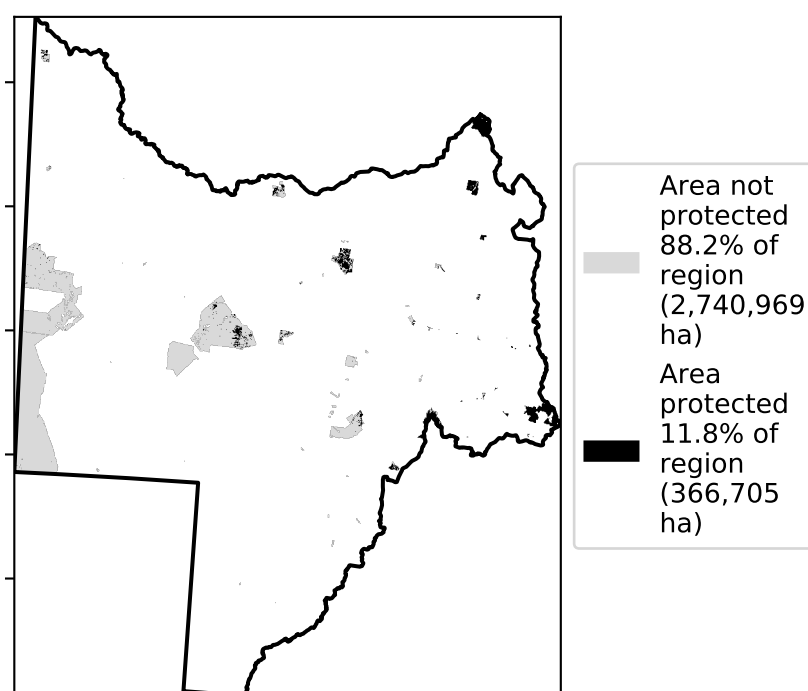 Area not
protected
88.2% of
region
(2,740,969
ha)
Area
protected
11.8% of
region
(366,705
ha)